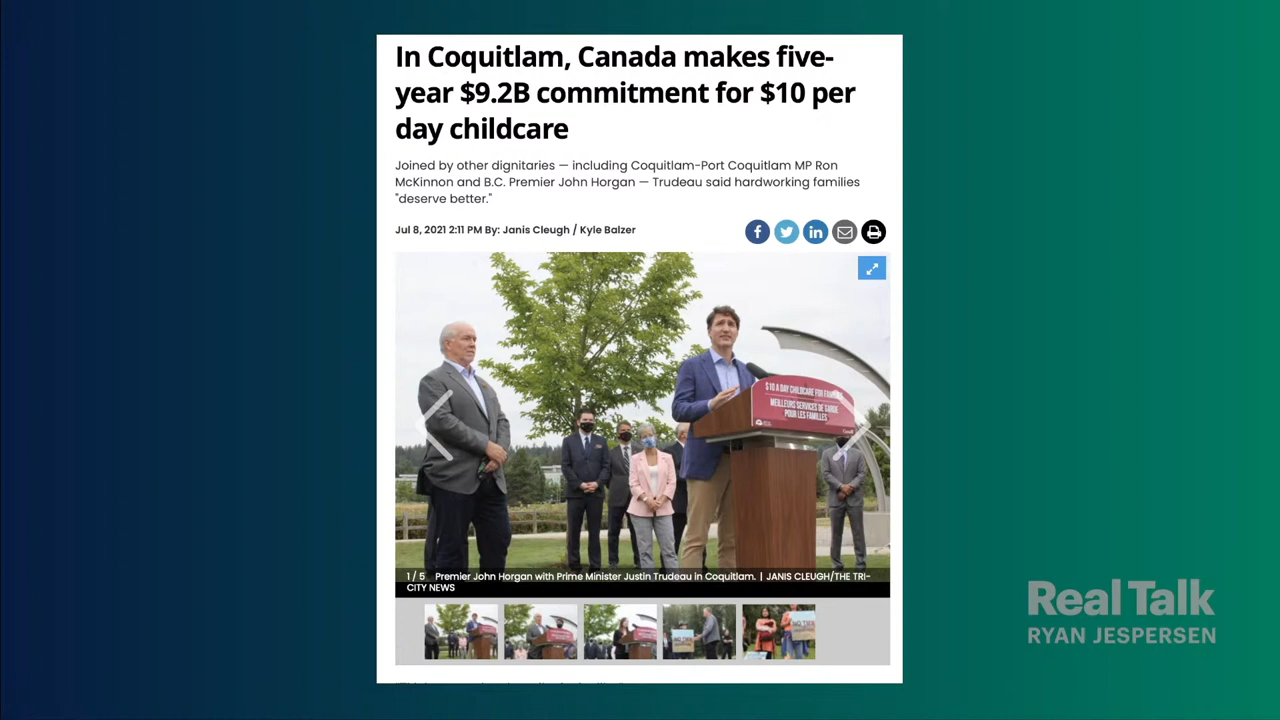 In Coquitlam, Canada makes five-
year $9.2B commitment for $10 per
day childcare
Joined by other dignitaries — including Coquitlam-Port Coquitlam MP Ron
McKinnon and B.C. Premier John Horgan — Trudeau said hardworking families
"deserve better."
Jul 8, 2021 2:11 PM By: Janis Cleugh / Kyle Balzer
$10 A DAY CHILDCARE FOR FAMILIES
MEILLEURS SERVICES DE GARDE
POUR LES FAMILLES
Canada
1 / 5 Premier John Horgan with Prime Minister Justin Trudeau in Coquitlam. | JANIS CLEUGH/THE TRI-
CITY NEWS
Real Talk
RYAN JESPERSEN